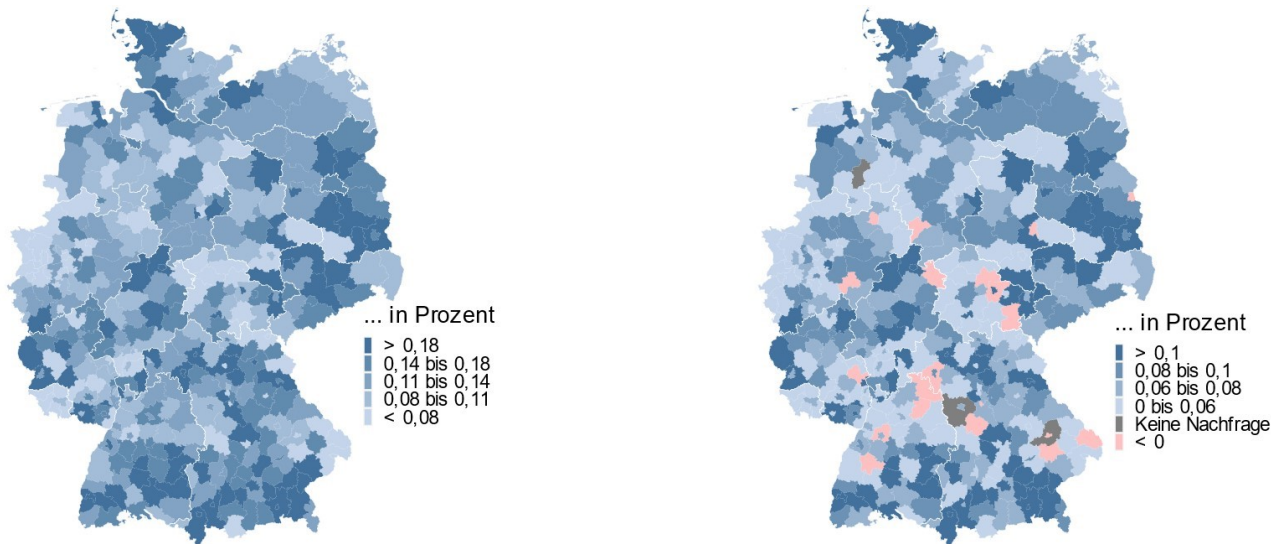 ... in Prozent
> 0,18
0,14 bis 0,18
0,11 bis 0,14
0,08 bis 0,11
< 0,08
... in Prozent
> 0,1
0,08 bis 0,1
0,06 bis 0,08
0 bis 0,06
Keine Nachfrage
< 0